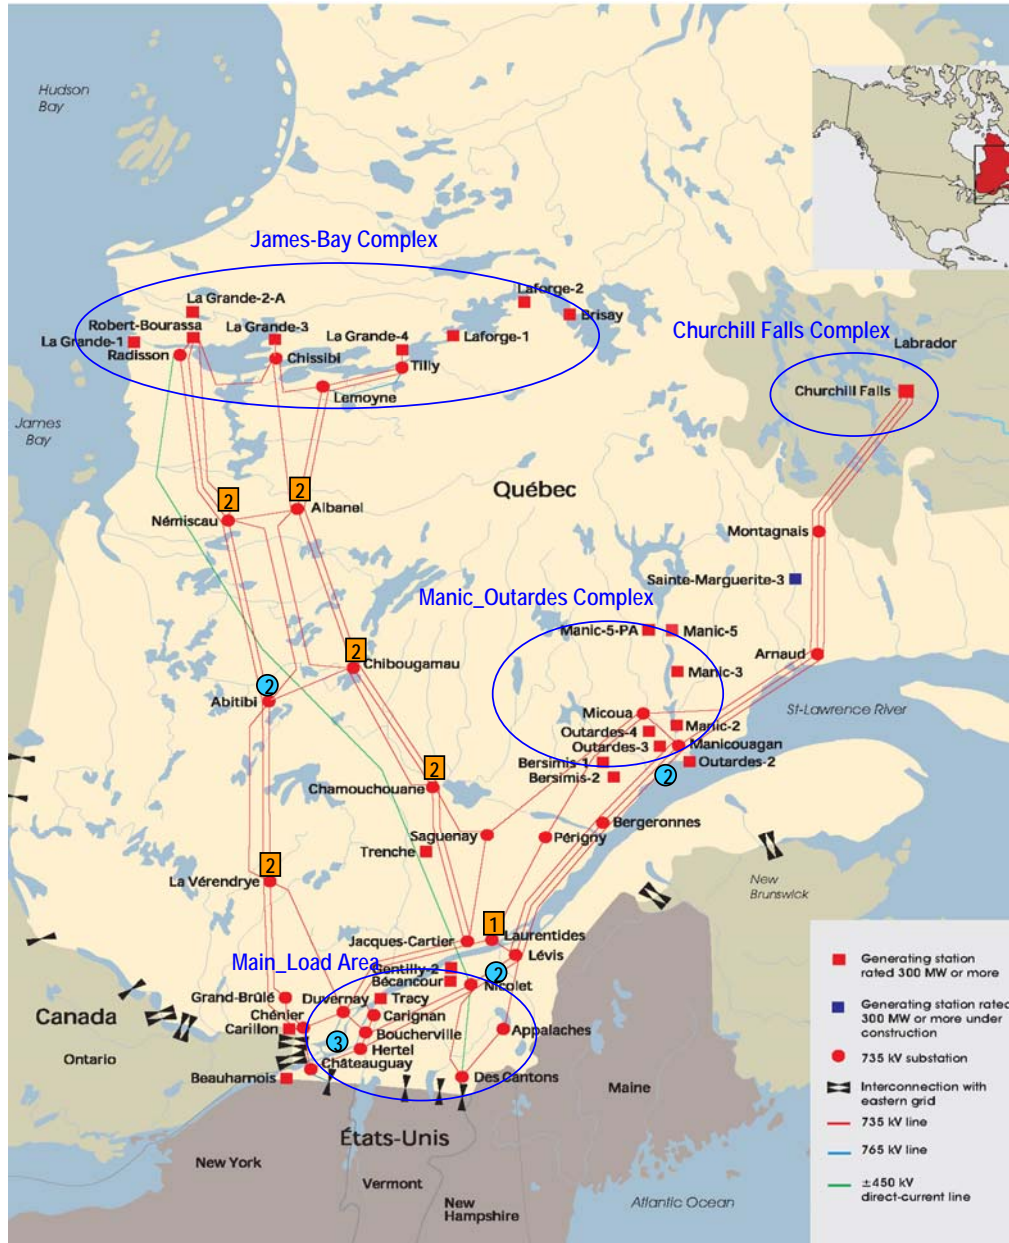 Hudson
Bay
James-Bay Complex
La Grande-2-A
Laforge-2
Robert-Bourassa
La Grande-3
Brisay
La Grande-1
La Grande-4
Laforge-1
Radisson
Chissibi
Tilly
Lemoyne
Churchill Falls Complex
Labrador
Churchill Falls
James
Bay
2
2
Québec
Albanel
Némiscau
Montagnais
Sainte-Marguerite-3
Manic_Outardes Complex
Manic-5-PA
Manic-5
2
Arnaud
Chibougamau
Manic-3
2
Abitibi
Micoua
St-Lawrence River
Manic-2
Outardes-4
Outardes-3
Manicouagan
Bersimis-1
Outardes-2
2
Bersimis-2
2
Chamouchouane
Bergeronnes
Saguenay
Périgny
Trenche
2
La Vérendrye
New
Brunswick
1
Laurentides
Jacques-Cartier
Lévis
Main_Load Area
2
Gentilly-2
Bécancour
Nicolet
Grand-Brûlé
Duvernay
Tracy
Canada
Chénier
Carignan
Carillon
Boucherville
Appalaches
3
Hertel
Ontario
Châteauguay
Beauharnois
Des Cantons
Maine
États-Unis
New York
Vermont
New
Hampshire
Atlantic Ocean
Generating station
rated 300 MW or more
Generating station rated
300 MW or more under
construction
735 kV substation
Interconnection with
eastern grid
735 kV line
765 kV line
±450 kV
direct-current line